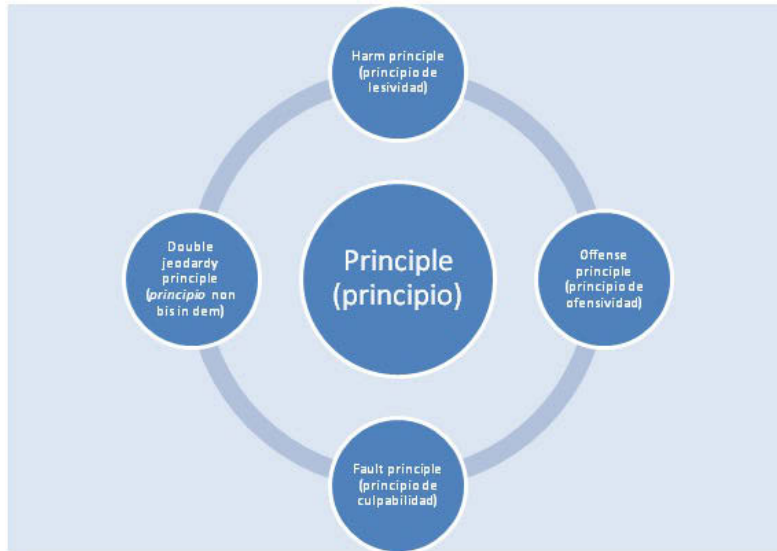 Harm principle
(principio de
lesividad)
Double
jeodardy
principle
(principio non
bis in dem)
Principle
(principio)
Offense
principle
(principio de
ofensividad)
Fault principle
(principio de
culpabilidad)